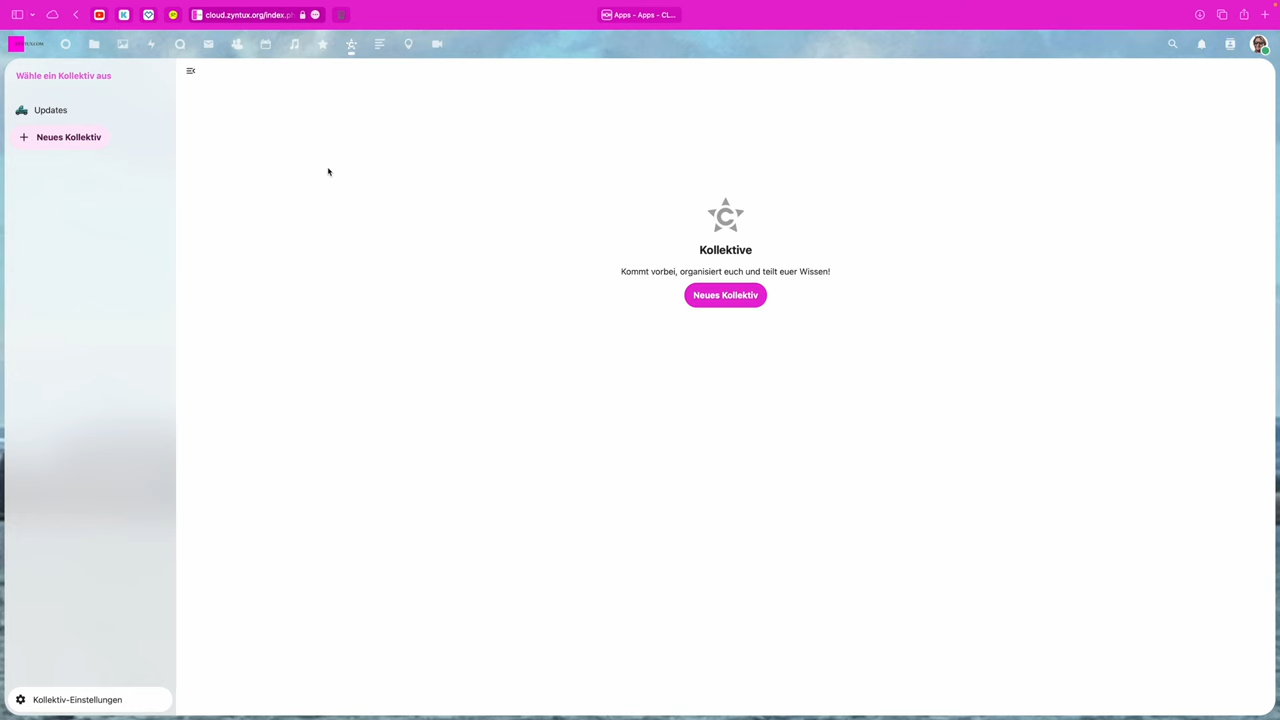 cloud.zyntux.org/index.p
Apps - Apps - CL...
Wähle ein Kollektiv aus
Updates
Neues Kollektiv
Kollektive
Kommt vorbei, organisiert euch und teilt euer Wissen!
Neues Kollektiv
Kollektiv-Einstellungen